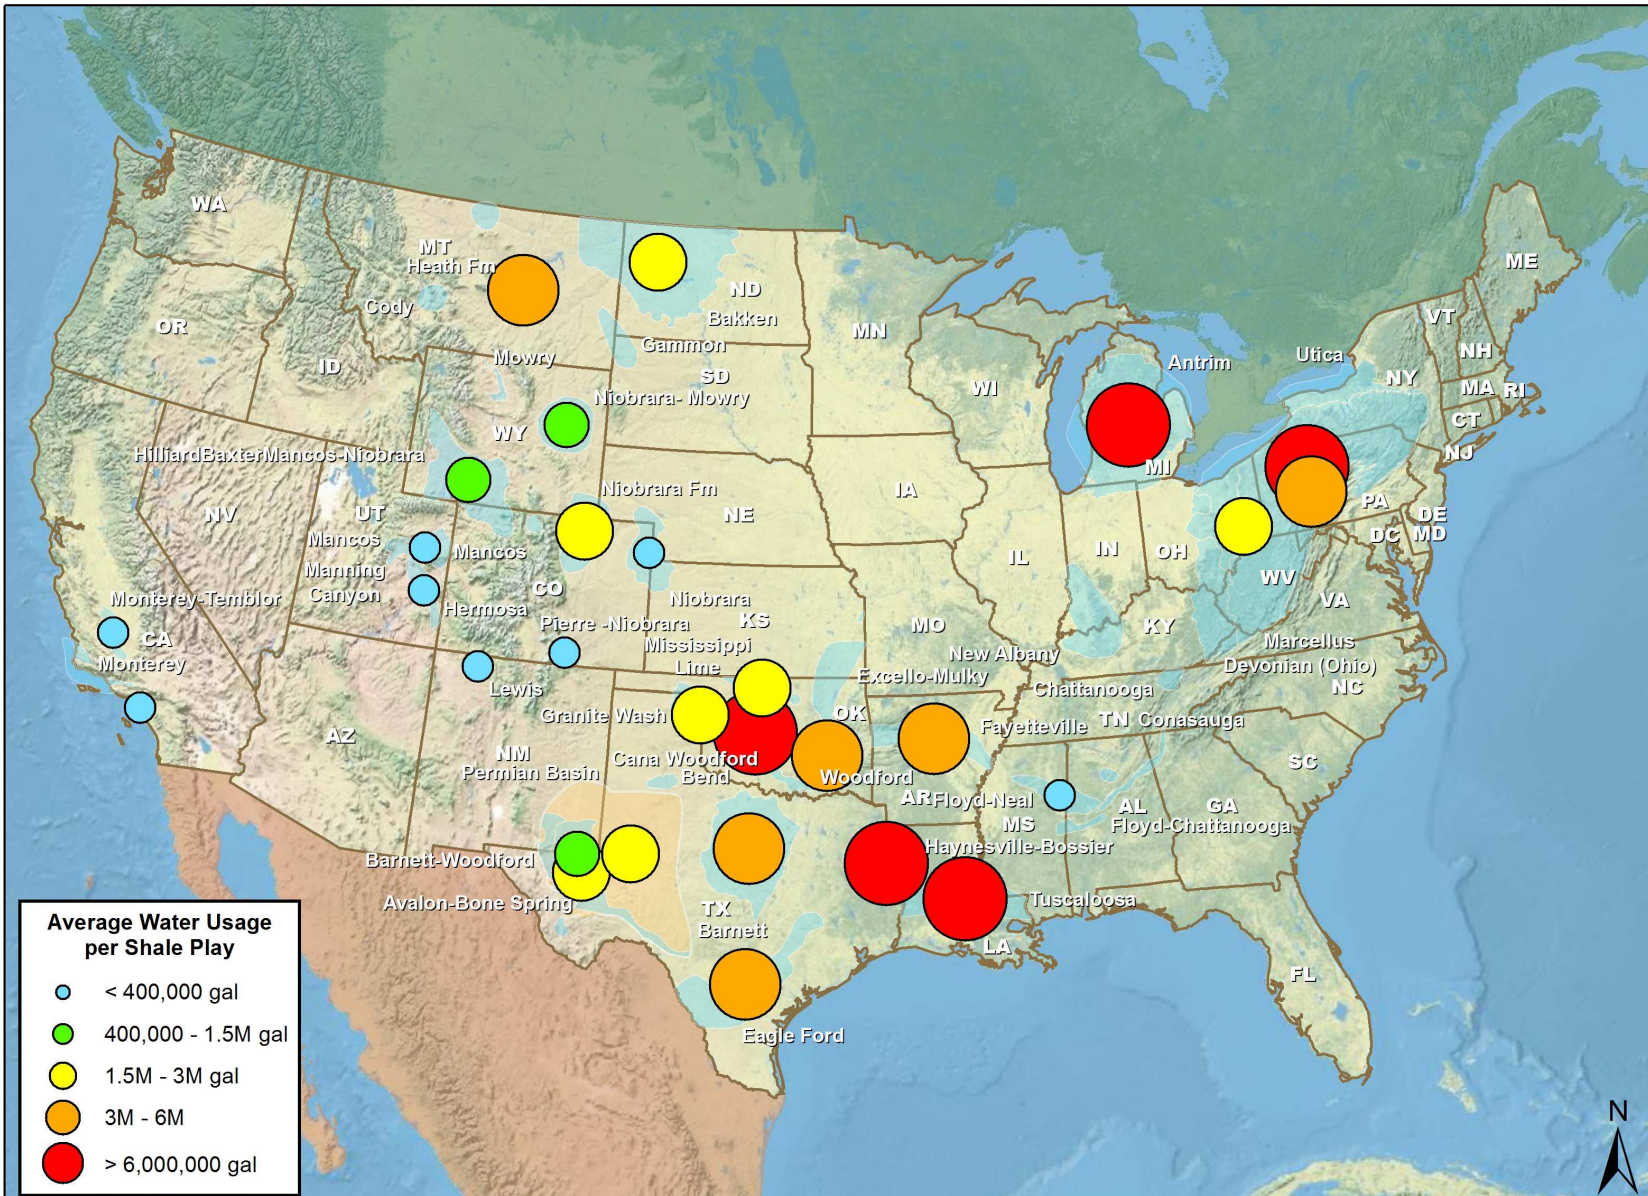 WA
MT
Heath Fm
Cody
ND
Bakken
Gammon
SD
Mowry
Niobrara- Mowry
OR
ID
WY
MN
WI
Antrim
MI
Utica
ME
VT
NH
NY
MA
RI
CT
NJ
PA
DE
DC
MD
HilliardBaxterMancos-Niobrara
Niobrara Fm
NV
UT
NE
IA
Mancos
Mancos
Manning
Canyon
Hermosa
CO
Niobrara
Pierre -Niobrara
KS
Mississippi
Lime
IL
IN
OH
WV
VA
KY
MO
Monterey-Temblor
CA
Monterey
Lewis
New Albany
Marcellus
Devonian (Ohio)
NC
Excello-Mulky
Chattanooga
Granite Wash
OK
Fayetteville
TN
Conasauga
AZ
NM
Permian Basin
Cana Woodford
Bend
Woodford
SC
AR
Floyd-Neal
MS
AL
GA
Floyd-Chattanooga
Barnett-Woodford
Haynesville-Bossier
Avalon-Bone Spring
TX
Barnett
Tuscaloosa
LA
FL
Eagle Ford
Average Water Usage
per Shale Play
< 400,000 gal
400,000 - 1.5M gal
1.5M - 3M gal
3M - 6M
> 6,000,000 gal
N